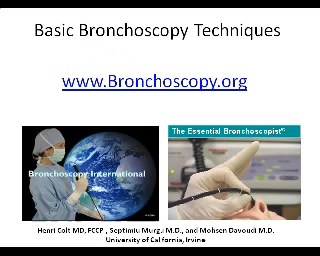 Basic Bronchoscopy Techniques
www.Bronchoscopy.org
The Essential Bronchoscopist©
Bronchoscopy International
Henri Colt MD, FCCP , Septimiu Murgu M.D., and Mohsen Davoudi M.D.
University of California, Irvine